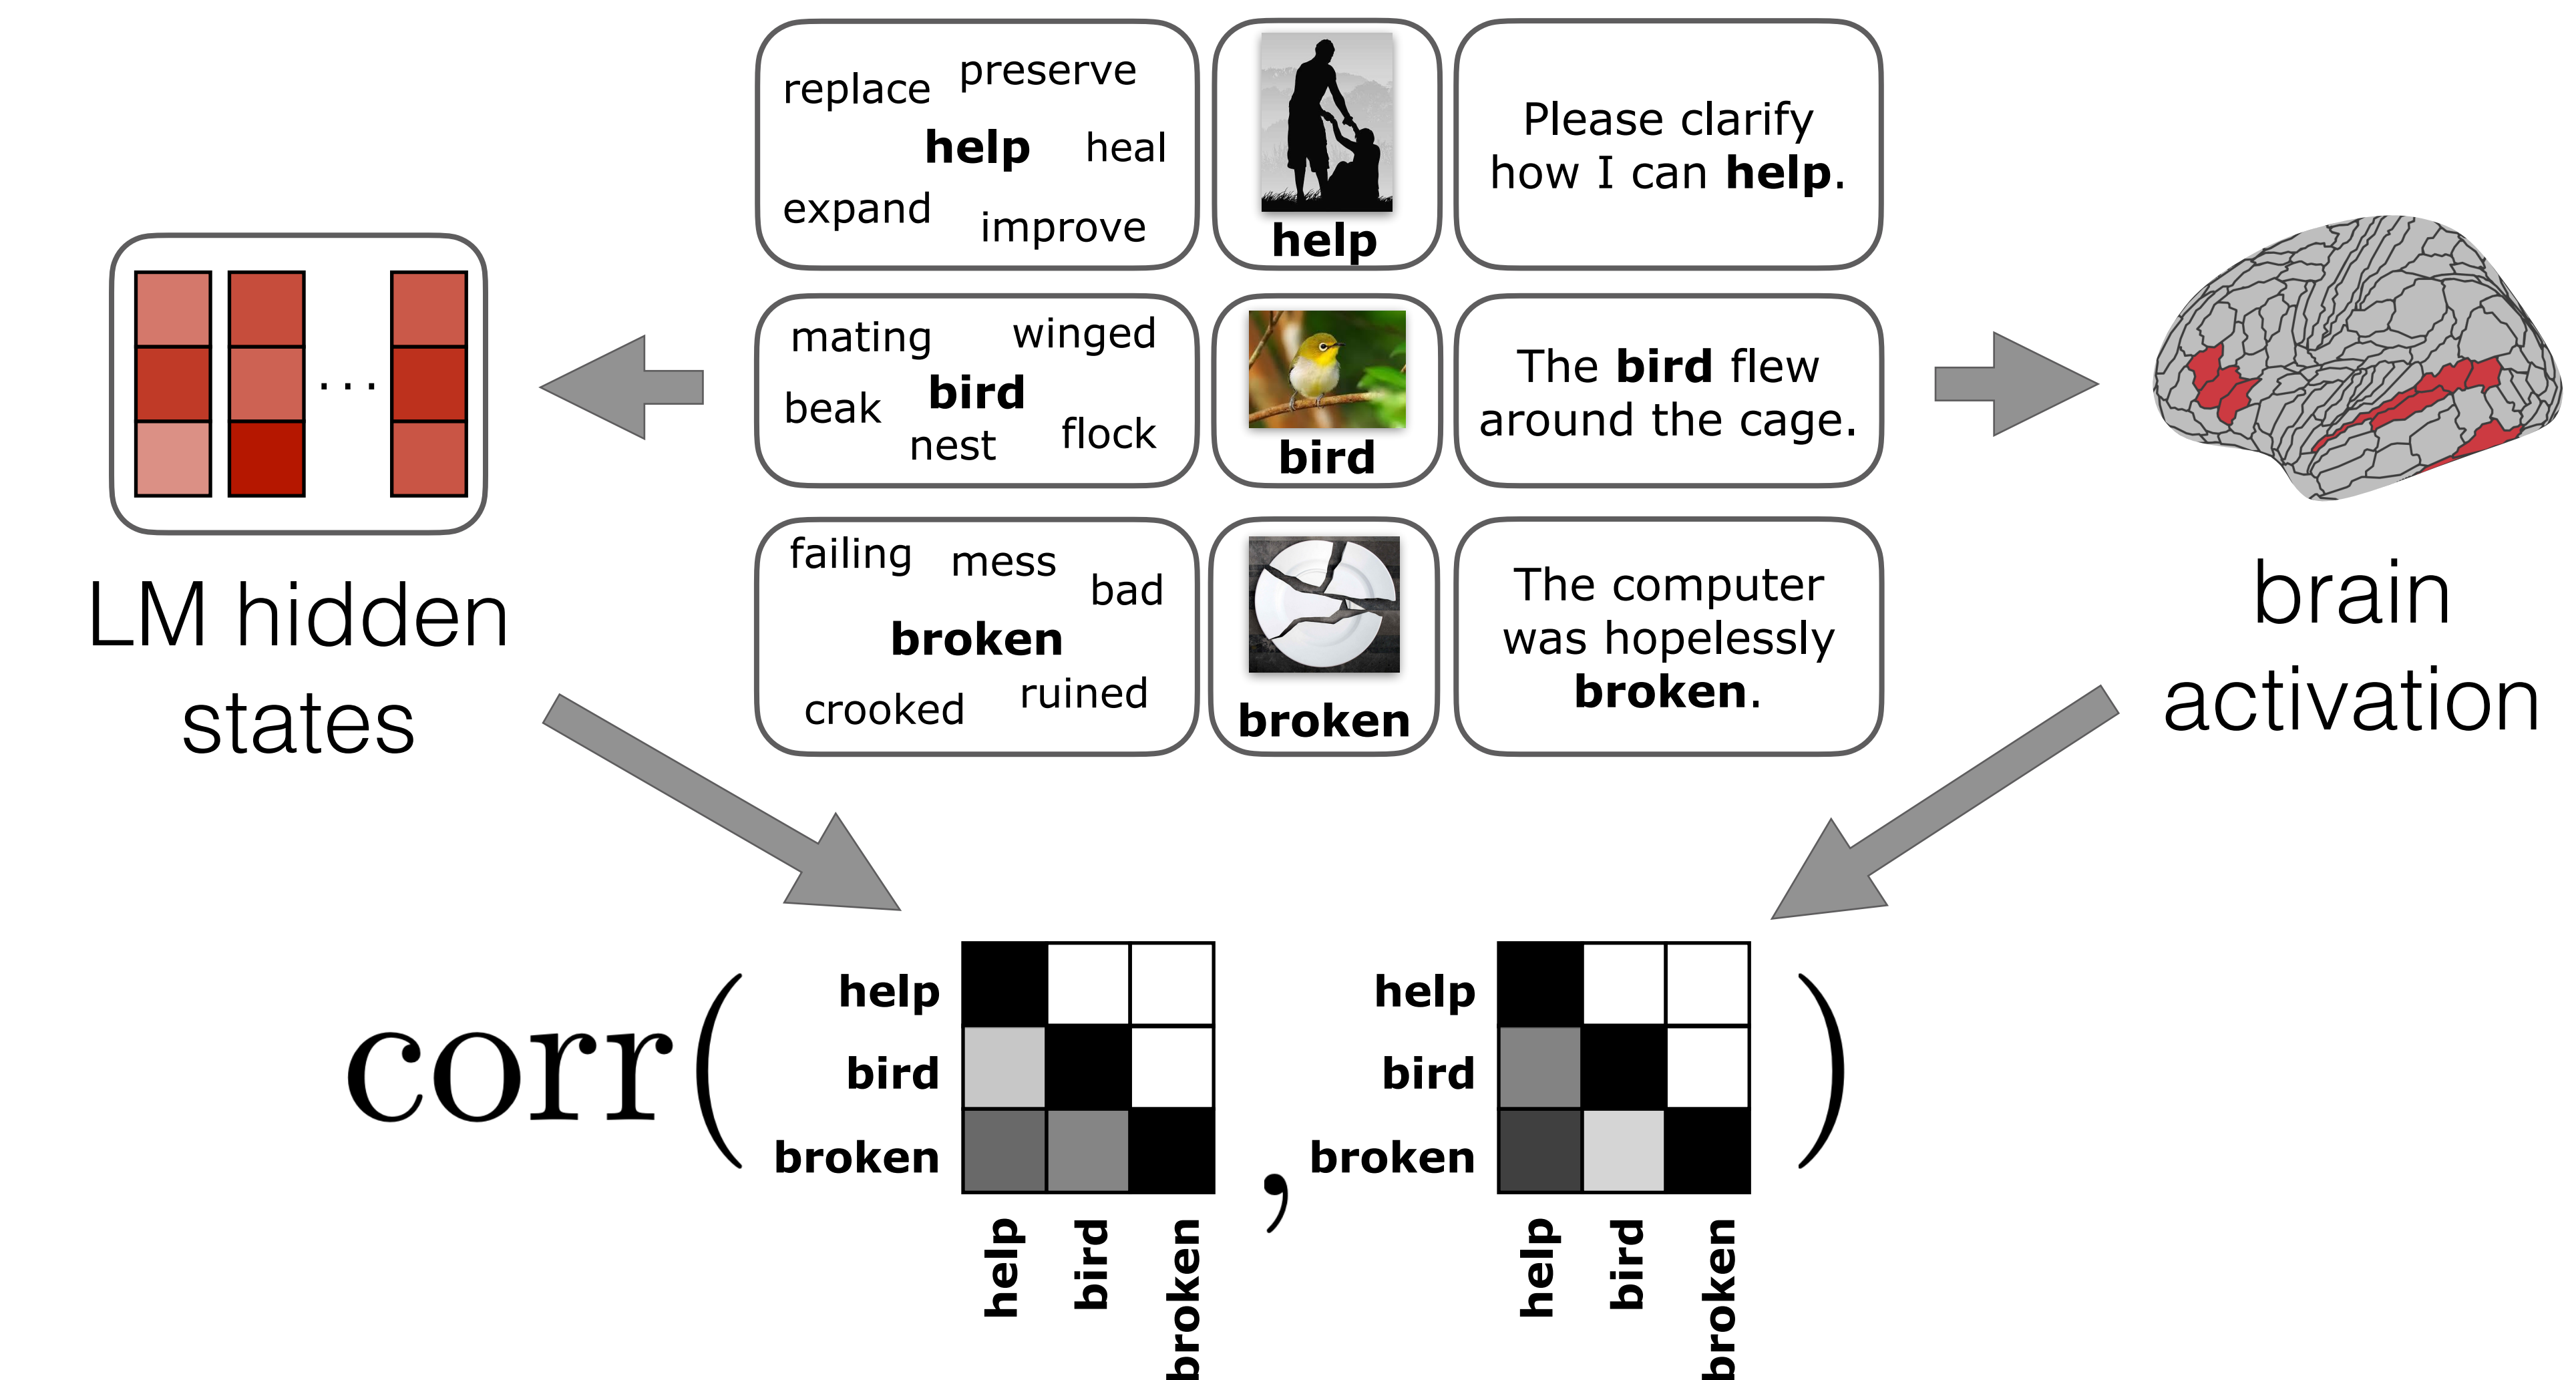 replace preserve
help heal
expand improve
help
Please clarify
how I can help.
mating winged
beak bird
nest flock
bird
The bird flew
around the cage.
failing mess
bad
broken
crooked ruined
broken
The computer
was hopelessly
broken.
LM hidden
states
brain
activation
corr(
help
bird
broken
help
bird
broken
,
help
bird
broken
help
bird
broken
)